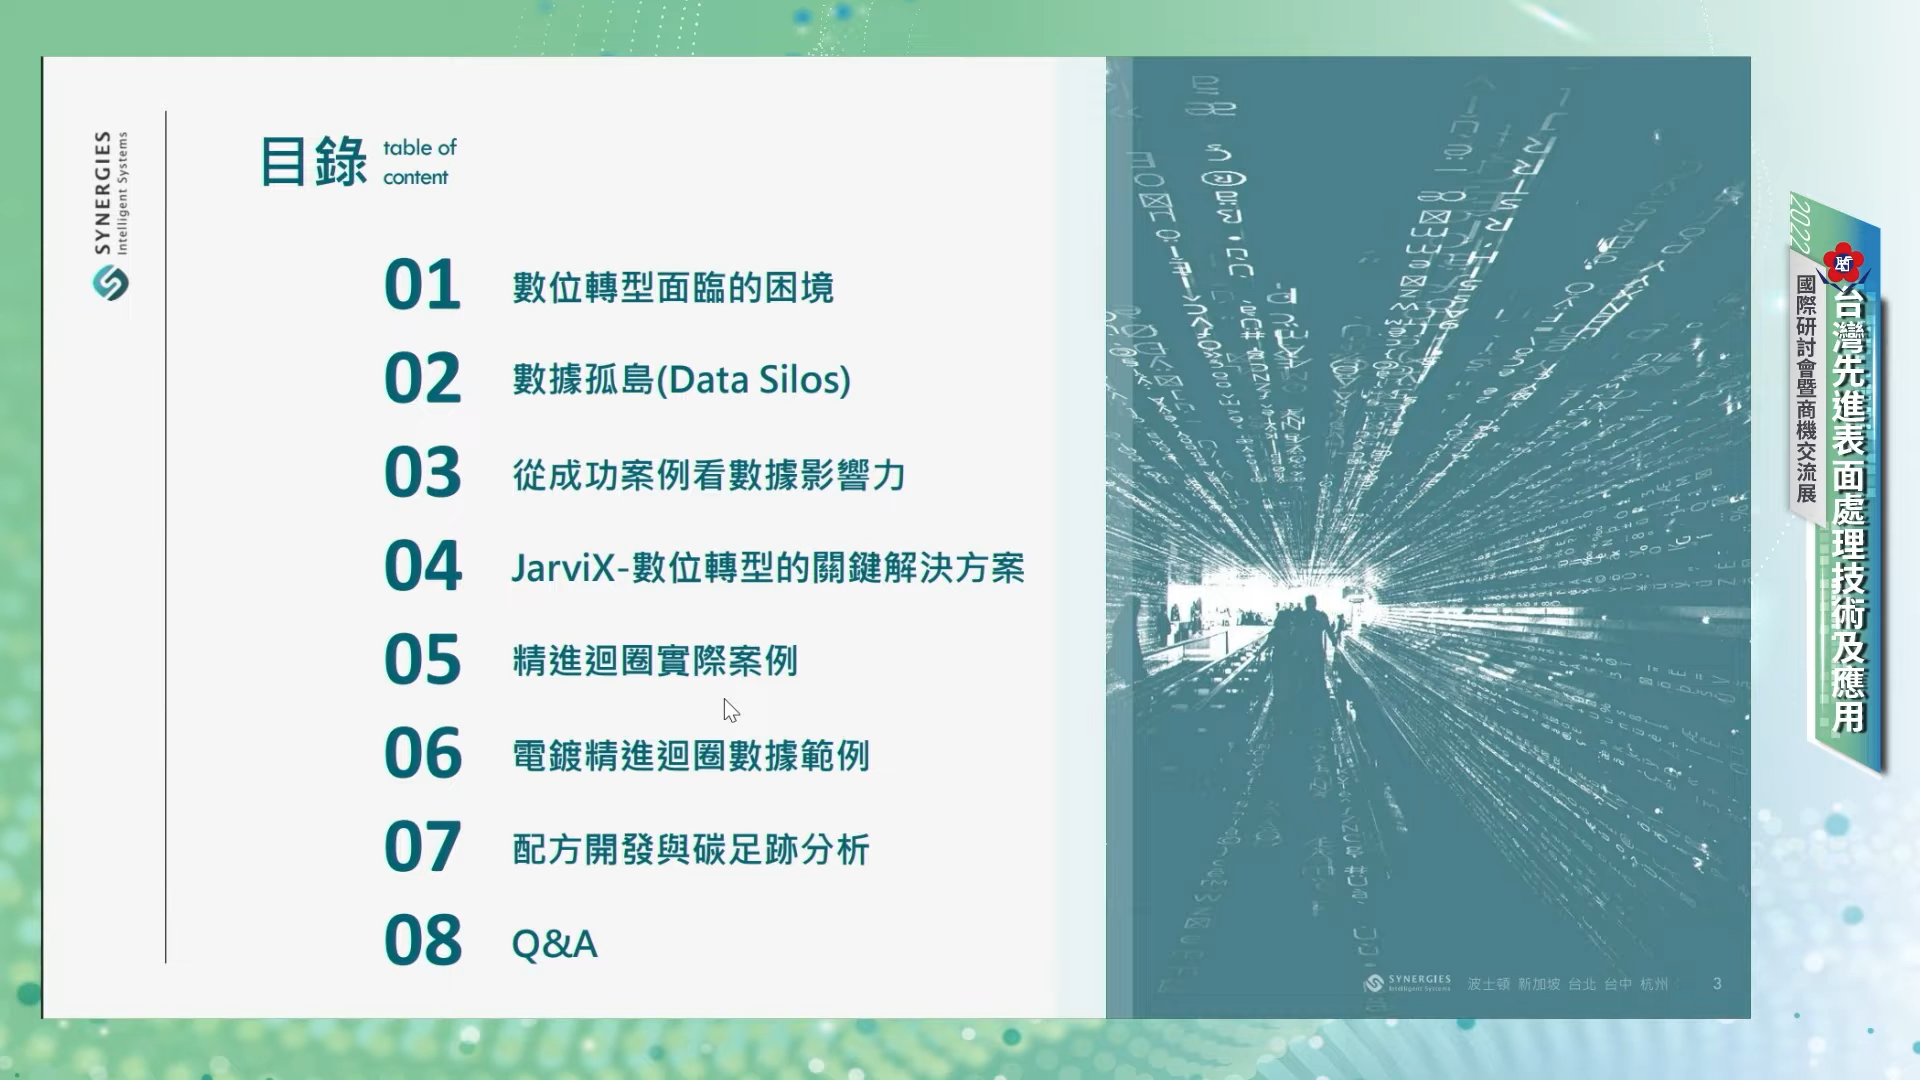 SYNERGIES
Intelligent Systems
目錄
table of
content
01 數位轉型面臨的困境
02 數據孤島(Data Silos)
03 從成功案例看數據影響力
04 JarviX-數位轉型的關鍵解決方案
05 精進迴圈實際案例
06 電鍍精進迴圈數據範例
07 配方開發與碳足跡分析
08 Q&A
SYNERGIES
Intelligent Systems
波士頓 新加坡 台北 台中 杭州
3
2022
台灣先進表面處理技術及應用
國際研討會暨商機交流展